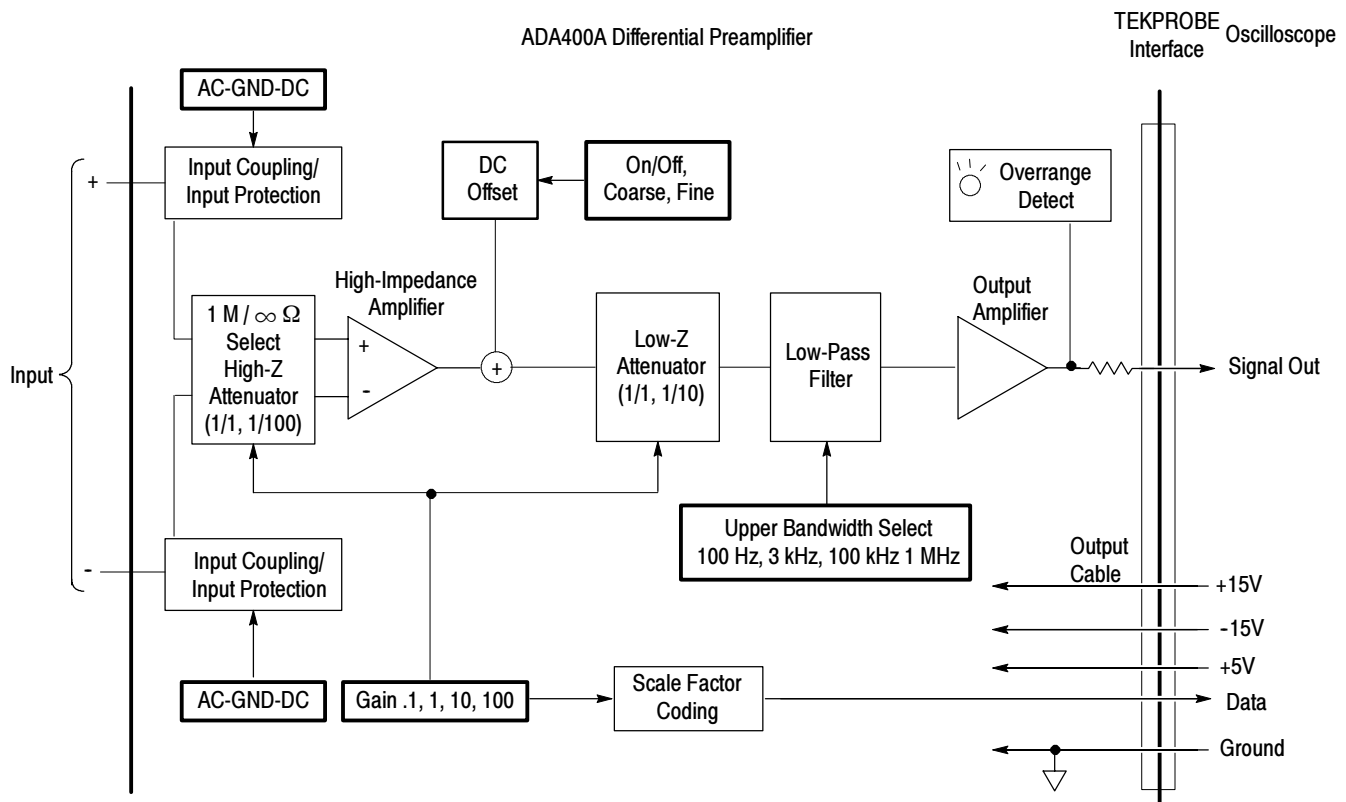 ADA400A Differential Preamplifier
TEKPROBE
Interface
Oscilloscope
AC-GND-DC
Input Coupling/
Input Protection
+
DC
Offset
On/Off,
Coarse, Fine
Overrange
Detect
High-Impedance
Amplifier
Output
Amplifier
1 M / ∞ Ω
Select
High-Z
Attenuator
(1/1, 1/100)
+
-
+
Low-Z
Attenuator
(1/1, 1/10)
Low-Pass
Filter
Input
Signal Out
Upper Bandwidth Select
100 Hz, 3 kHz, 100 kHz 1 MHz
Output
Cable
-
Input Coupling/
Input Protection
+15V
-15V
+5V
AC-GND-DC
Gain .1, 1, 10, 100
Scale Factor
Coding
Data
Ground